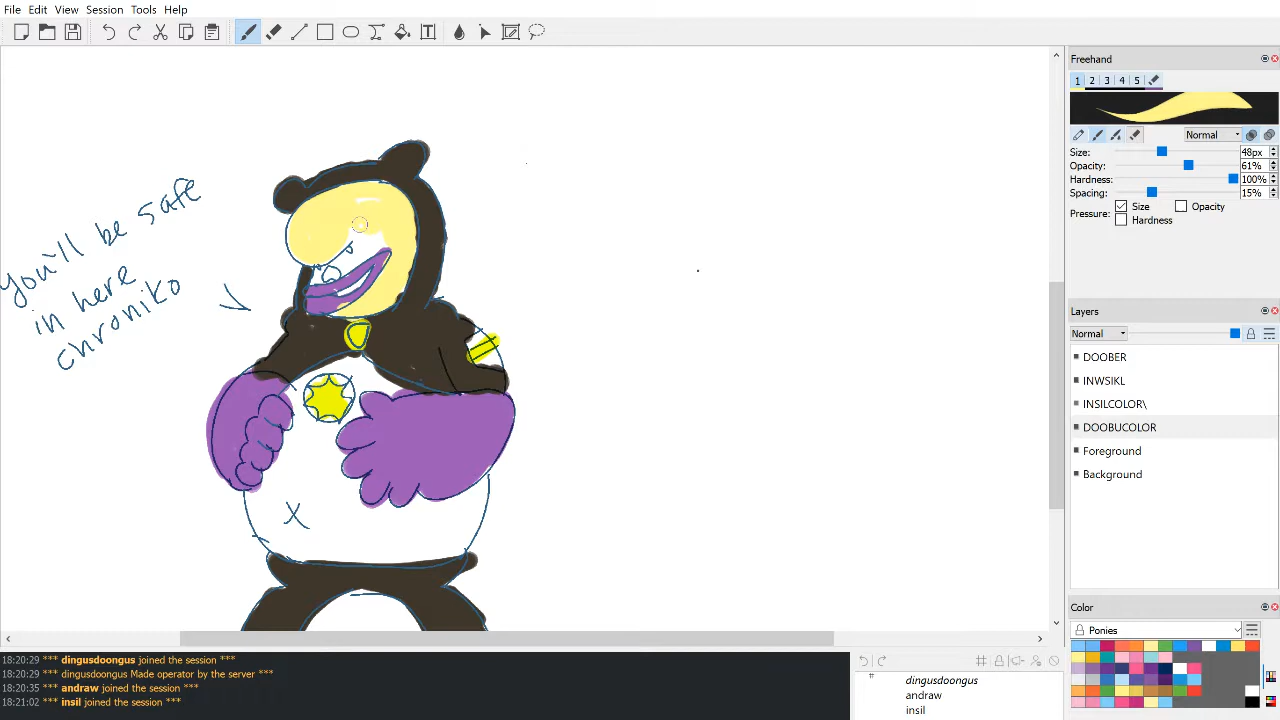 File Edit View Session Tools Help
Freehand
1 2 3 4 5
Normal
Size: 48px
Opacity: 61%
Hardness: 100%
Spacing: 15%
Pressure: Size Opacity
Hardness
you'll be safe
in here
chroniko
X
Layers
Normal
DOOBER
INWSIKL
INSILCOLOR\
DOOBUCOLOR
Foreground
Background
Color
Ponies
18:20:29 *** dingusdoongus joined the session ***
18:20:29 *** dingusdoongus Made operator by the server ***
18:20:35 *** andraw joined the session ***
18:21:02 *** insil joined the session ***
dingusdoongus
andraw
insil